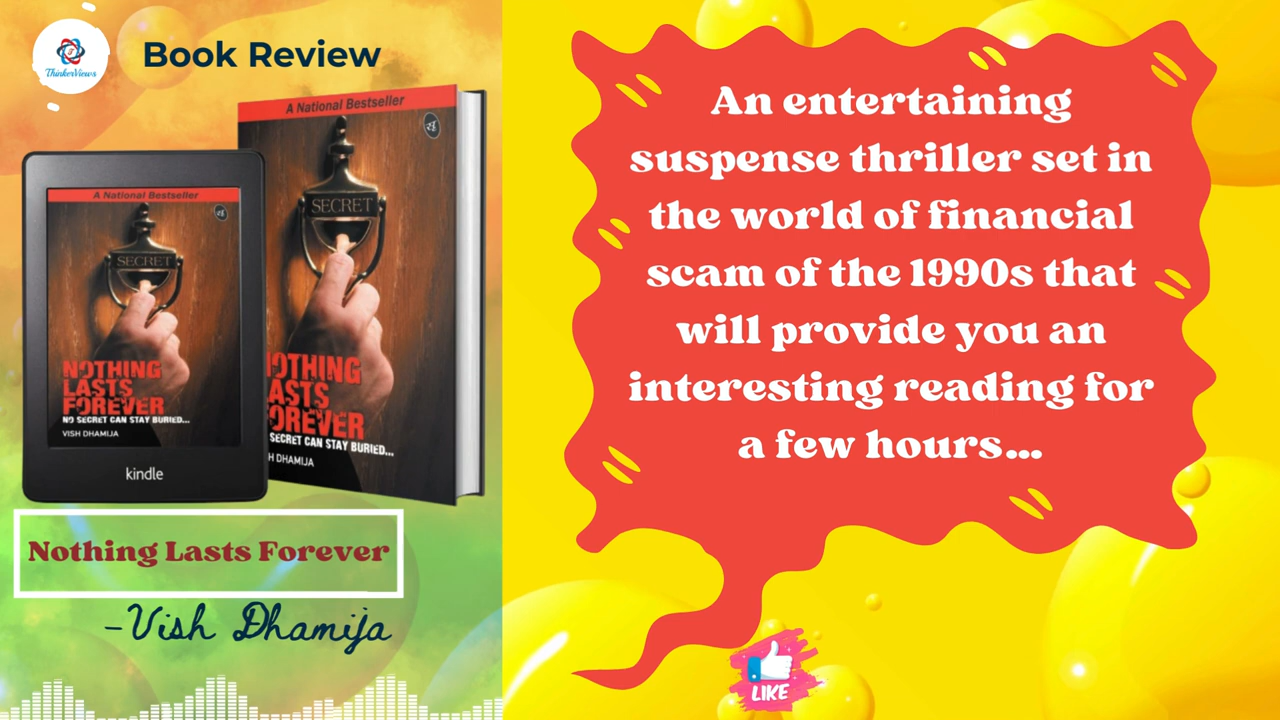 ThinkerViews
Book Review
A National Bestseller
SECRET
NOTHING
LASTS
FOREVER
NO SECRET CAN STAY BURIED...
VISH DHAMIJA
kindle
A National Bestseller
SECRET
NOTHING
LASTS
FOREVER
SECRET CAN STAY BURIED...
H DHAMIJA
Nothing Lasts Forever
-Vish Dhamija
An entertaining
suspense thriller set in
the world of financial
scam of the 1990s that
will provide you an
interesting reading for
a few hours...
LIKE